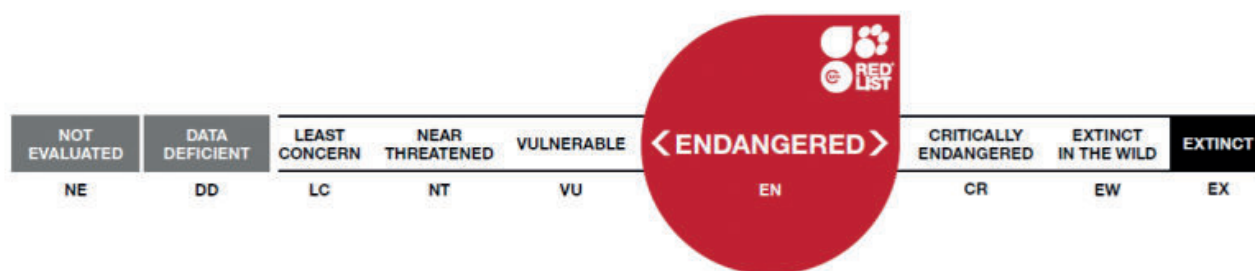 RED
LIST
NOT
EVALUATED
DATA
DEFICIENT
LEAST
CONCERN
NEAR
THREATENED
VULNERABLE
<ENDANGERED>
CRITICALLY
ENDANGERED
EXTINCT
IN THE WILD
EXTINCT
NE
DD
LC
NT
VU
EN
CR
EW
EX